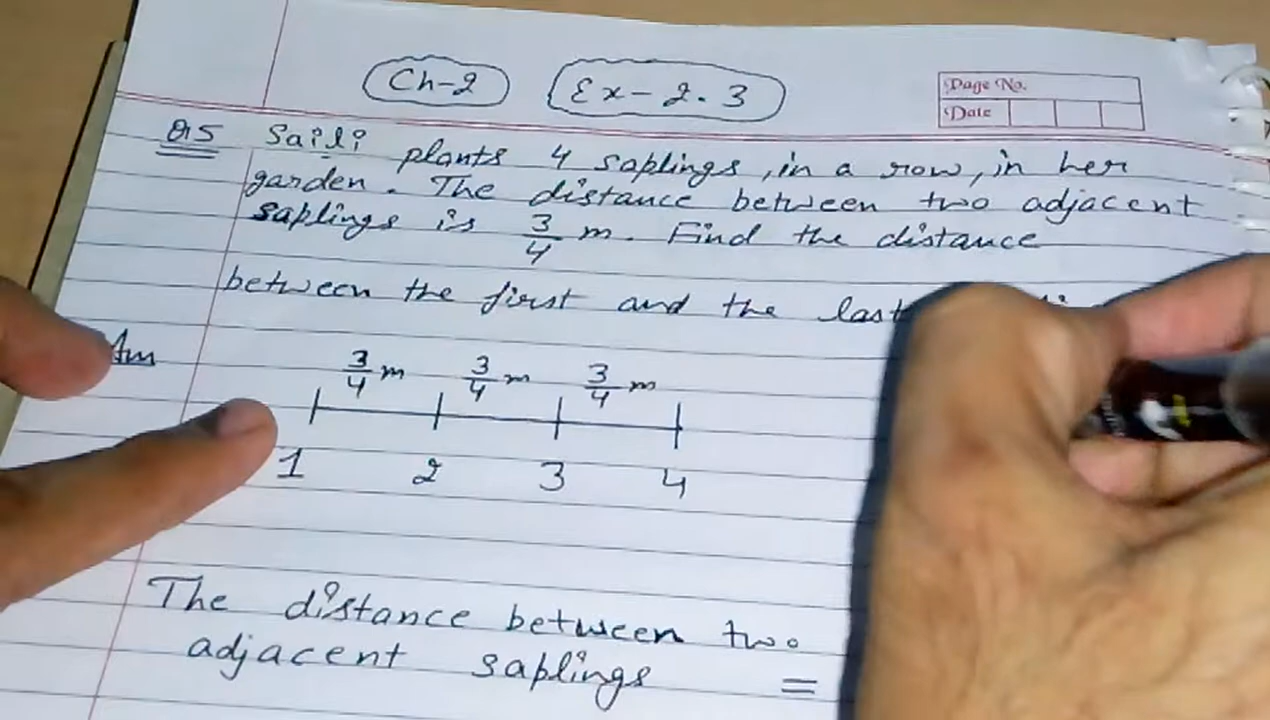 Ch-2 Ex-2.3
Page No.
Date
Q5 Saili plants 4 saplings, in a row, in her
garden. The distance between two adjacent
saplings is 3/4 m. Find the distance
between the first and the last
Ans
3/4 m 3/4 m 3/4 m
1 2 3 4
The distance between two
adjacent saplings =